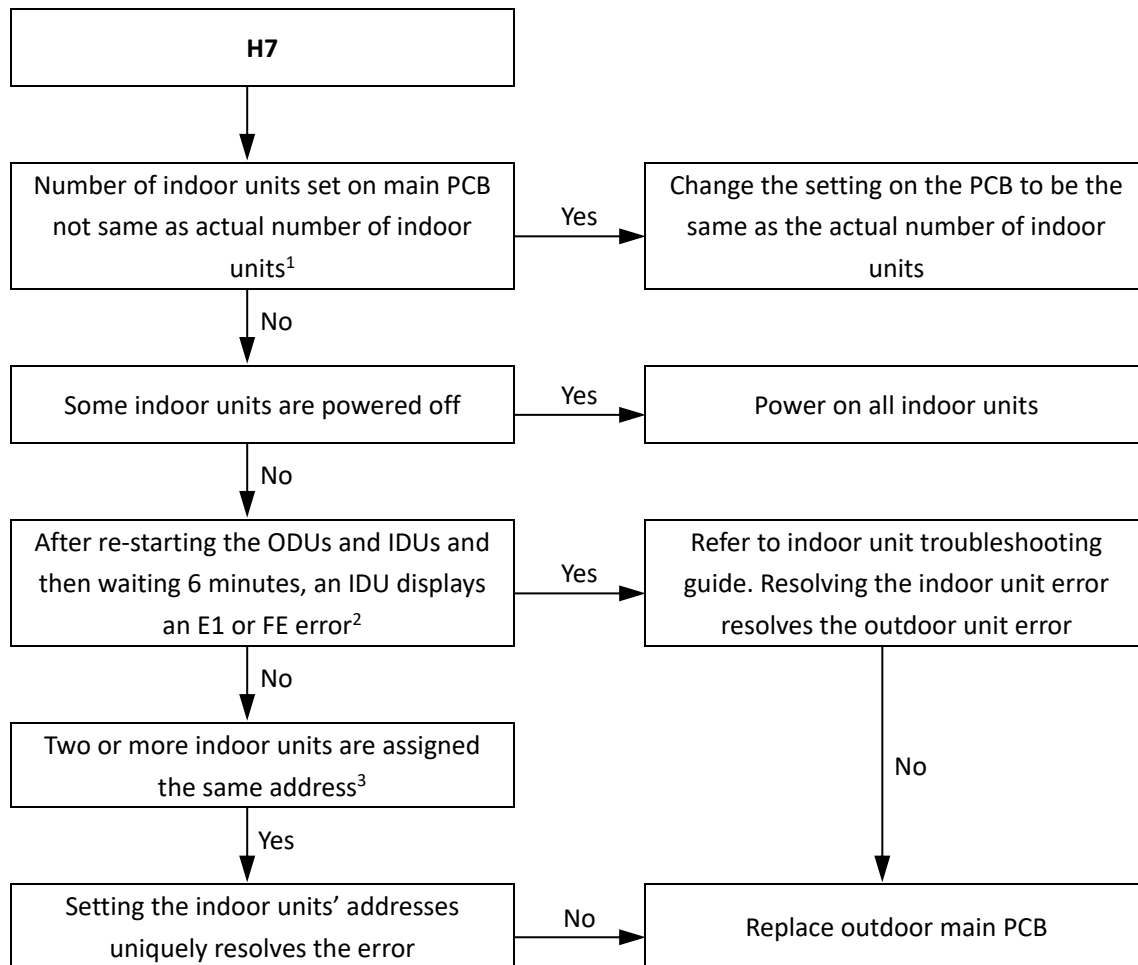 H7
Number of indoor units set on main PCB
not same as actual number of indoor
units¹
Yes
Change the setting on the PCB to be the
same as the actual number of indoor
units
No
Some indoor units are powered off
Yes
Power on all indoor units
No
After re-starting the ODUs and IDUs and
then waiting 6 minutes, an IDU displays
an E1 or FE error²
Yes
Refer to indoor unit troubleshooting
guide. Resolving the indoor unit error
resolves the outdoor unit error
No
Two or more indoor units are assigned
the same address³
No
Yes
Setting the indoor units’ addresses
uniquely resolves the error
No
Replace outdoor main PCB